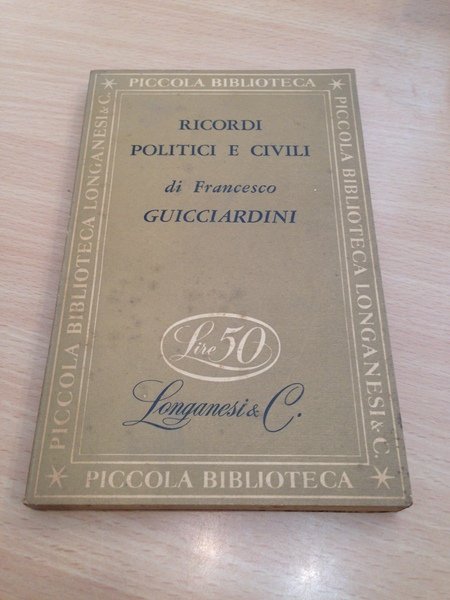 PICCOLA BIBLIOTECA
PICCOLA BIBLIOTECA LONGANESI & C.
PICCOLA BIBLIOTECA LONGANESI & C.
RICORDI
POLITICI E CIVILI
di Francesco
GUICCIARDINI
Lire 50
Longanesi & C.
PICCOLA BIBLIOTECA